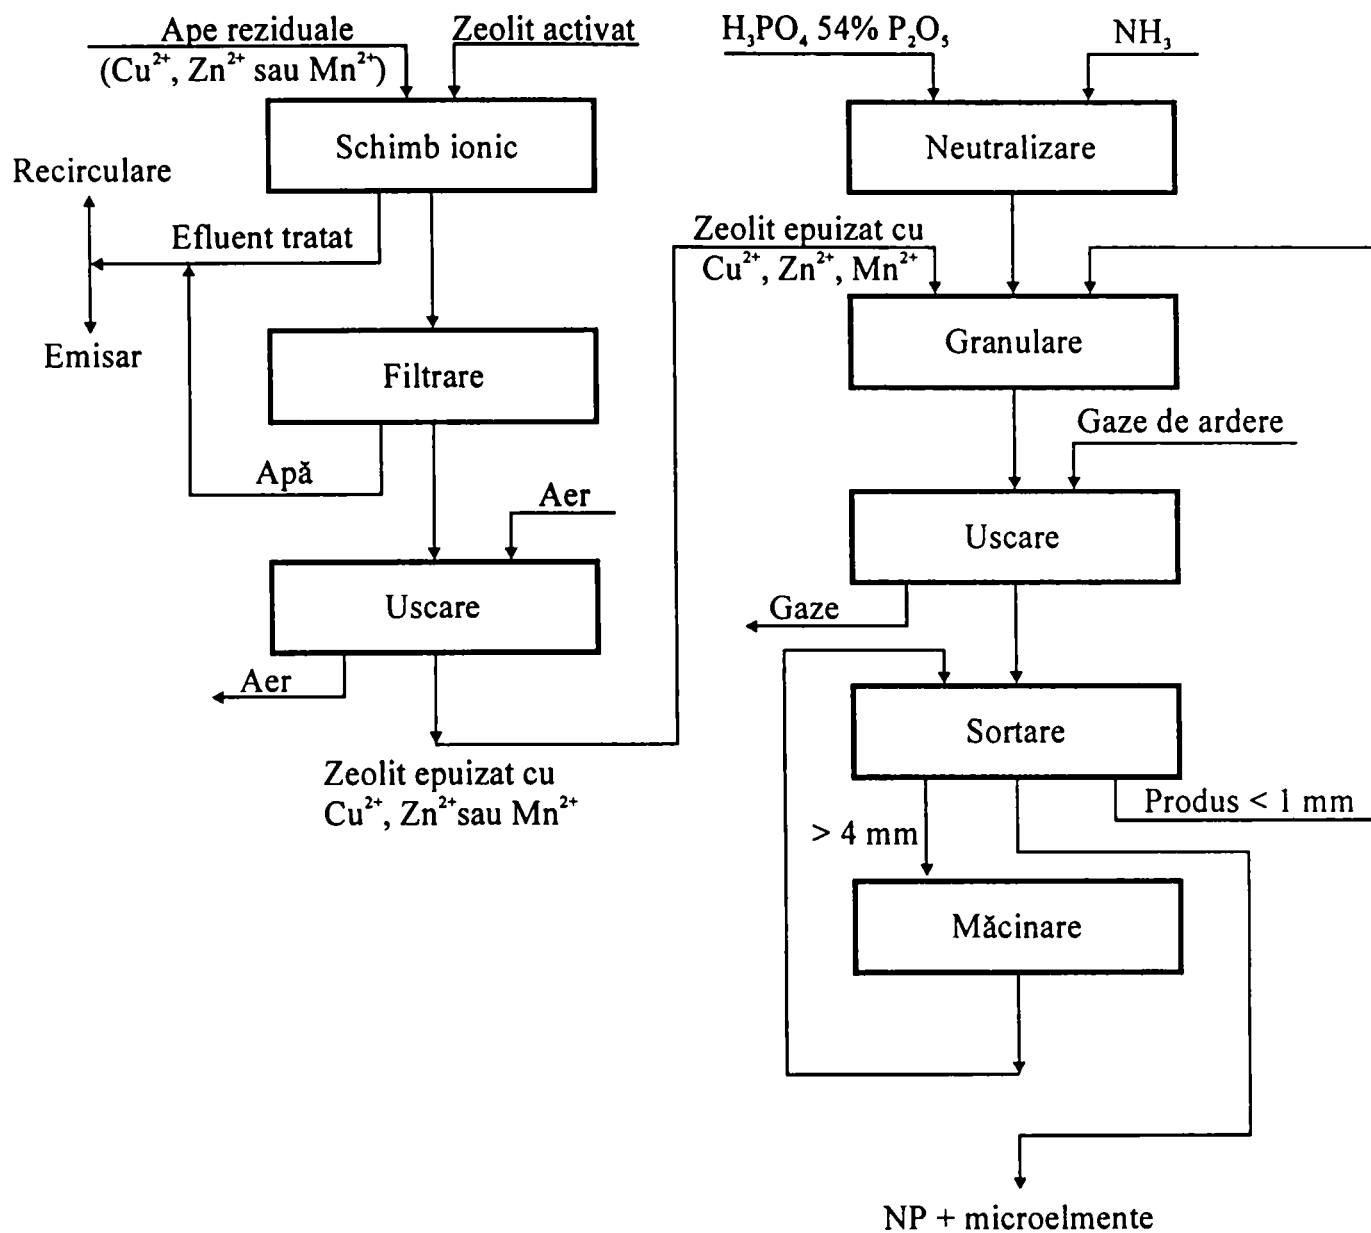 Ape reziduale
(Cu²⁺, Zn²⁺ sau Mn²⁺)
Zeolit activat
Schimb ionic
Recirculare
Efluent tratat
Emisar
Filtrare
Apă
Aer
Uscare
Aer
Zeolit epuizat cu
Cu²⁺, Zn²⁺sau Mn²⁺
H₃PO₄ 54% P₂O₅
NH₃
Neutralizare
Zeolit epuizat cu
Cu²⁺, Zn²⁺, Mn²⁺
Granulare
Gaze de ardere
Uscare
Gaze
Sortare
Produs < 1 mm
> 4 mm
Măcinare
NP + microelmente